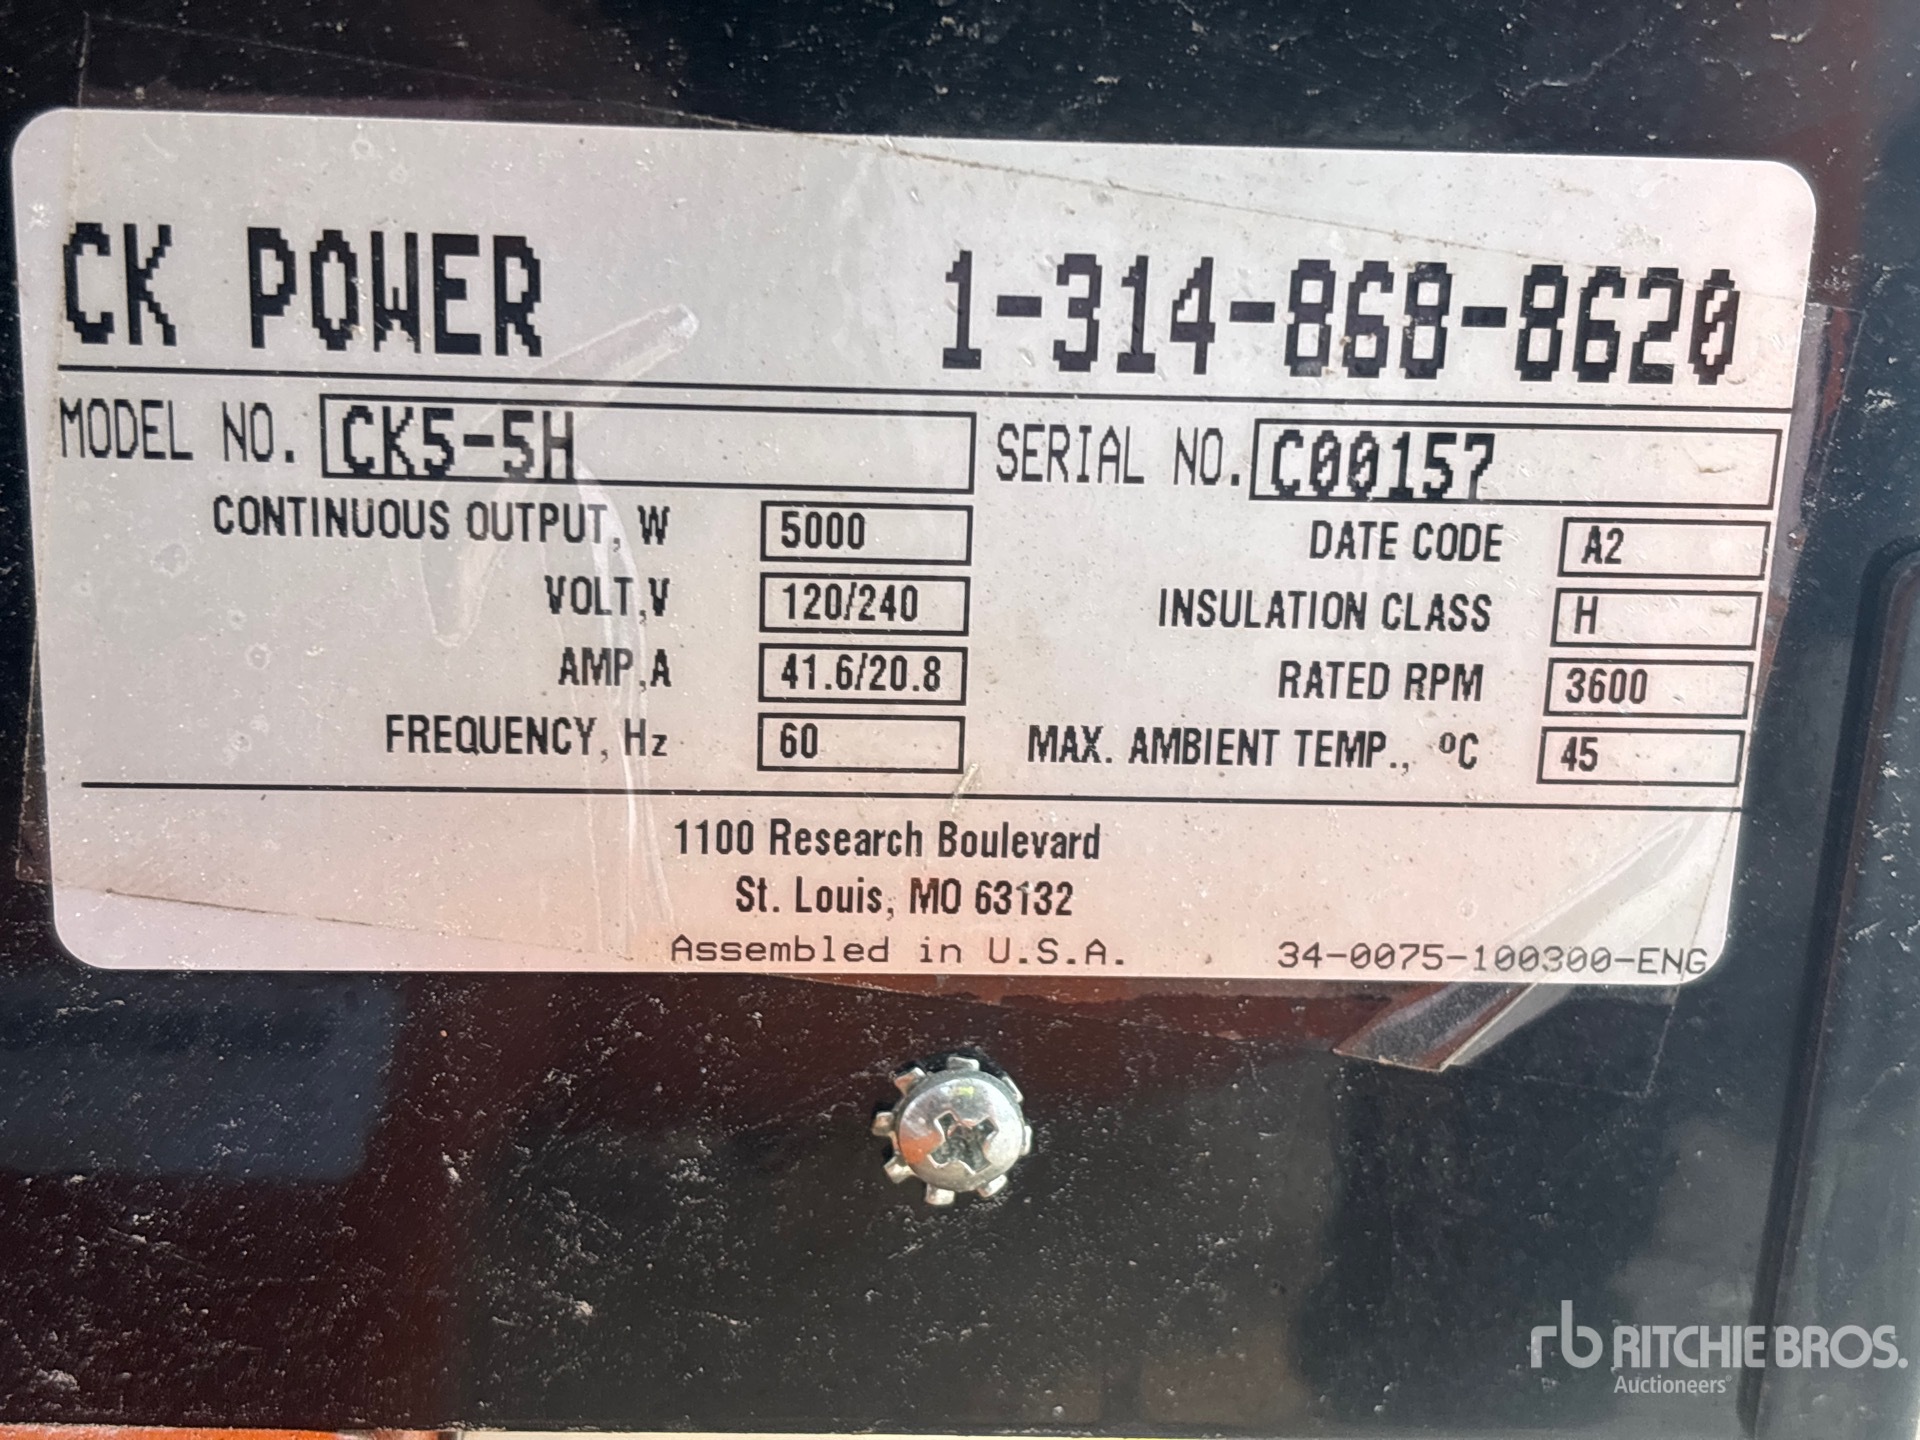 CK POWER 1-314-868-8620
MODEL NO. CK5-5H SERIAL NO. C00157
CONTINUOUS OUTPUT, W 5000 DATE CODE A2
VOLT,V 120/240 INSULATION CLASS H
AMP,A 41.6/20.8 RATED RPM 3600
FREQUENCY, Hz 60 MAX. AMBIENT TEMP., ºC 45
1100 Research Boulevard
St. Louis, MO 63132
Assembled in U.S.A. 34-0075-100300-ENG
rb RITCHIE BROS.
Auctioneers